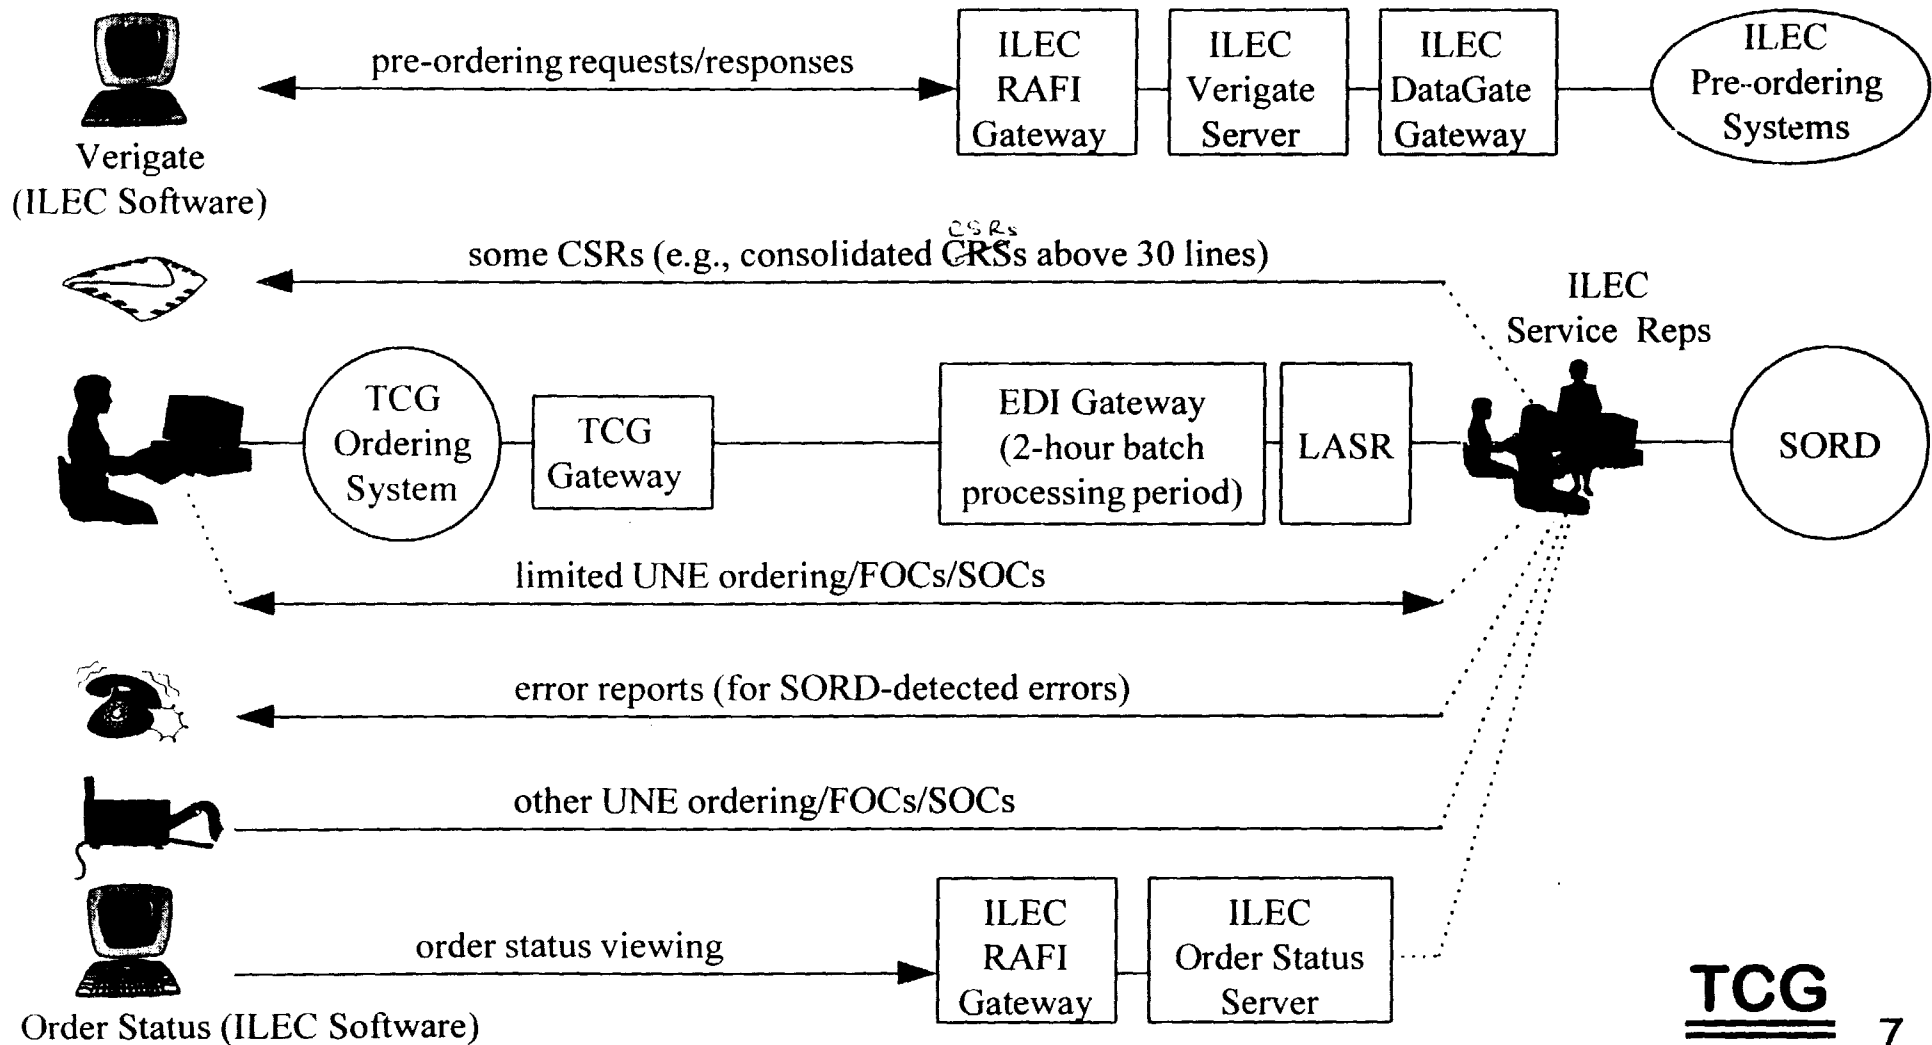 pre-ordering requests/responses
ILEC
RAFI
Gateway
ILEC
Verigate
Server
ILEC
DataGate
Gateway
ILEC
Pre-ordering
Systems
Verigate
(ILEC Software)
CSRs
some CSRs (e.g., consolidated CRSs above 30 lines)
ILEC
Service Reps
TCG
Ordering
System
TCG
Gateway
EDI Gateway
(2-hour batch
processing period)
LASR
SORD
limited UNE ordering/FOCs/SOCs
error reports (for SORD-detected errors)
other UNE ordering/FOCs/SOCs
order status viewing
ILEC
RAFI
Gateway
ILEC
Order Status
Server
Order Status (ILEC Software)
TCG
7